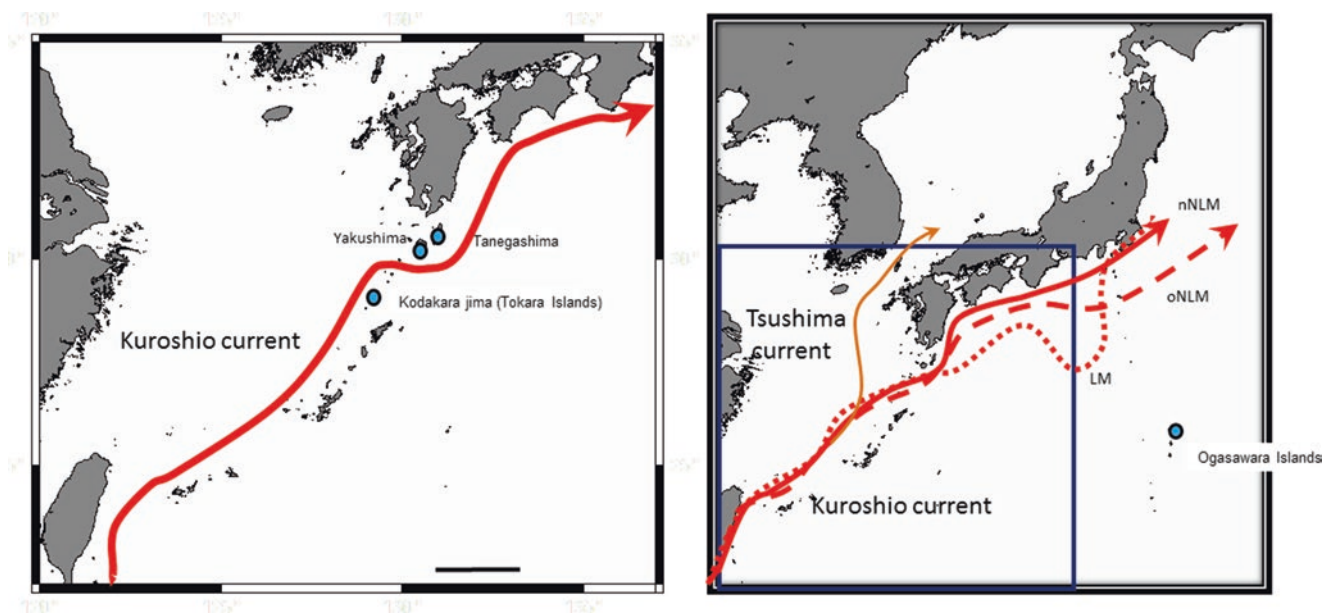 Yakushima
Tanegashima
Kodakara jima (Tokara Islands)
Kuroshio current
nNLM
oNLM
Tsushima
current
LM
Ogasawara Islands
Kuroshio current